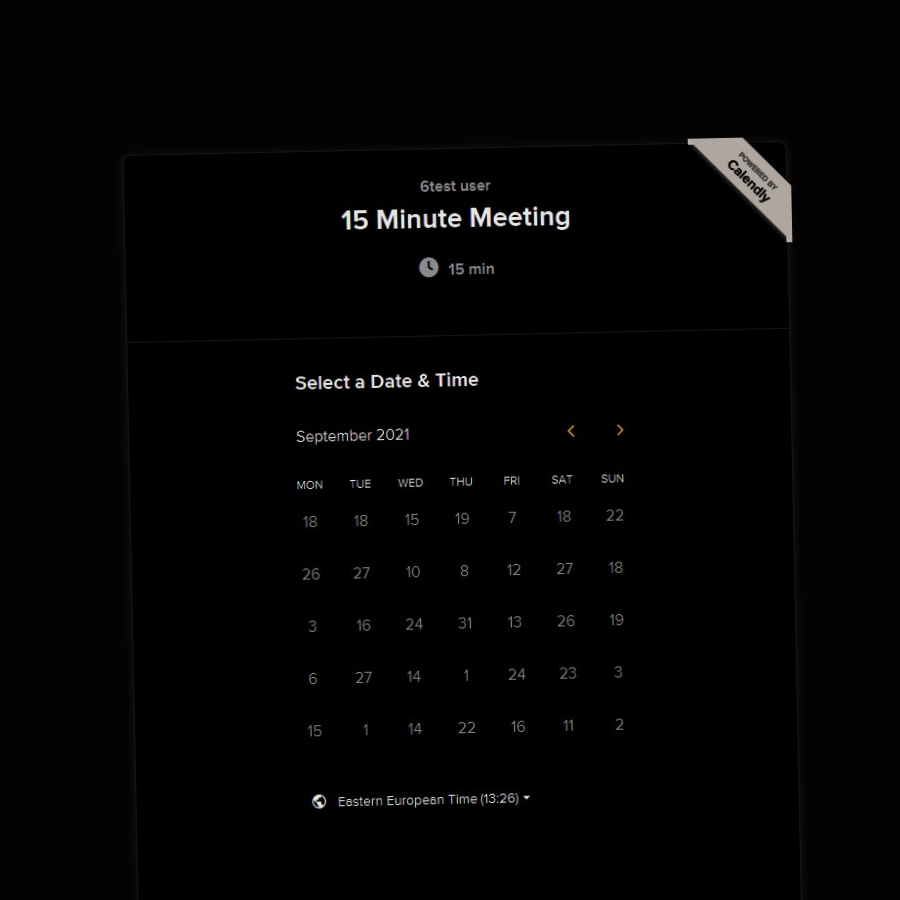 POWERED BY
Calendly
6test user
15 Minute Meeting
15 min
Select a Date & Time
September 2021
MON TUE WED THU FRI SAT SUN
18 18 15 19 7 18 22
26 27 10 8 12 27 18
3 16 24 31 13 26 19
6 27 14 1 24 23 3
15 1 14 22 16 11 2
Eastern European Time (13:26)